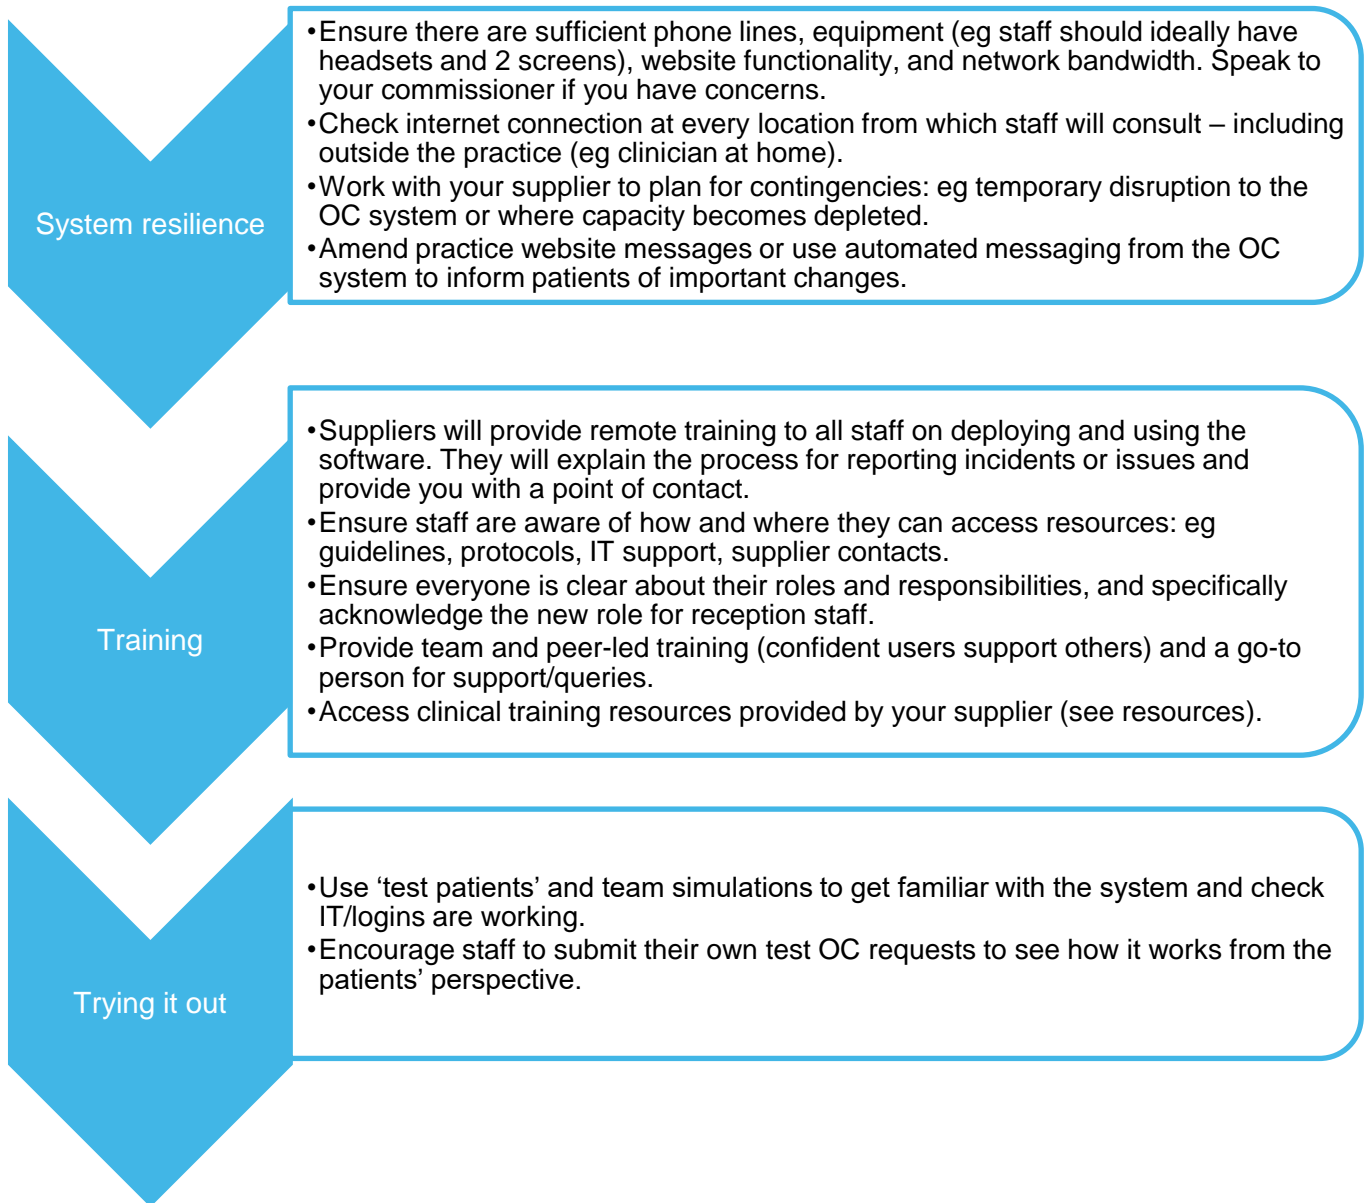 •Ensure there are sufficient phone lines, equipment (eg staff should ideally have
headsets and 2 screens), website functionality, and network bandwidth. Speak to
your commissioner if you have concerns.
•Check internet connection at every location from which staff will consult – including
outside the practice (eg clinician at home).
•Work with your supplier to plan for contingencies: eg temporary disruption to the
OC system or where capacity becomes depleted.
•Amend practice website messages or use automated messaging from the OC
system to inform patients of important changes.
System resilience
•Suppliers will provide remote training to all staff on deploying and using the
software. They will explain the process for reporting incidents or issues and
provide you with a point of contact.
•Ensure staff are aware of how and where they can access resources: eg
guidelines, protocols, IT support, supplier contacts.
•Ensure everyone is clear about their roles and responsibilities, and specifically
acknowledge the new role for reception staff.
•Provide team and peer-led training (confident users support others) and a go-to
person for support/queries.
•Access clinical training resources provided by your supplier (see resources).
Training
•Use ‘test patients’ and team simulations to get familiar with the system and check
IT/logins are working.
•Encourage staff to submit their own test OC requests to see how it works from the
patients’ perspective.
Trying it out